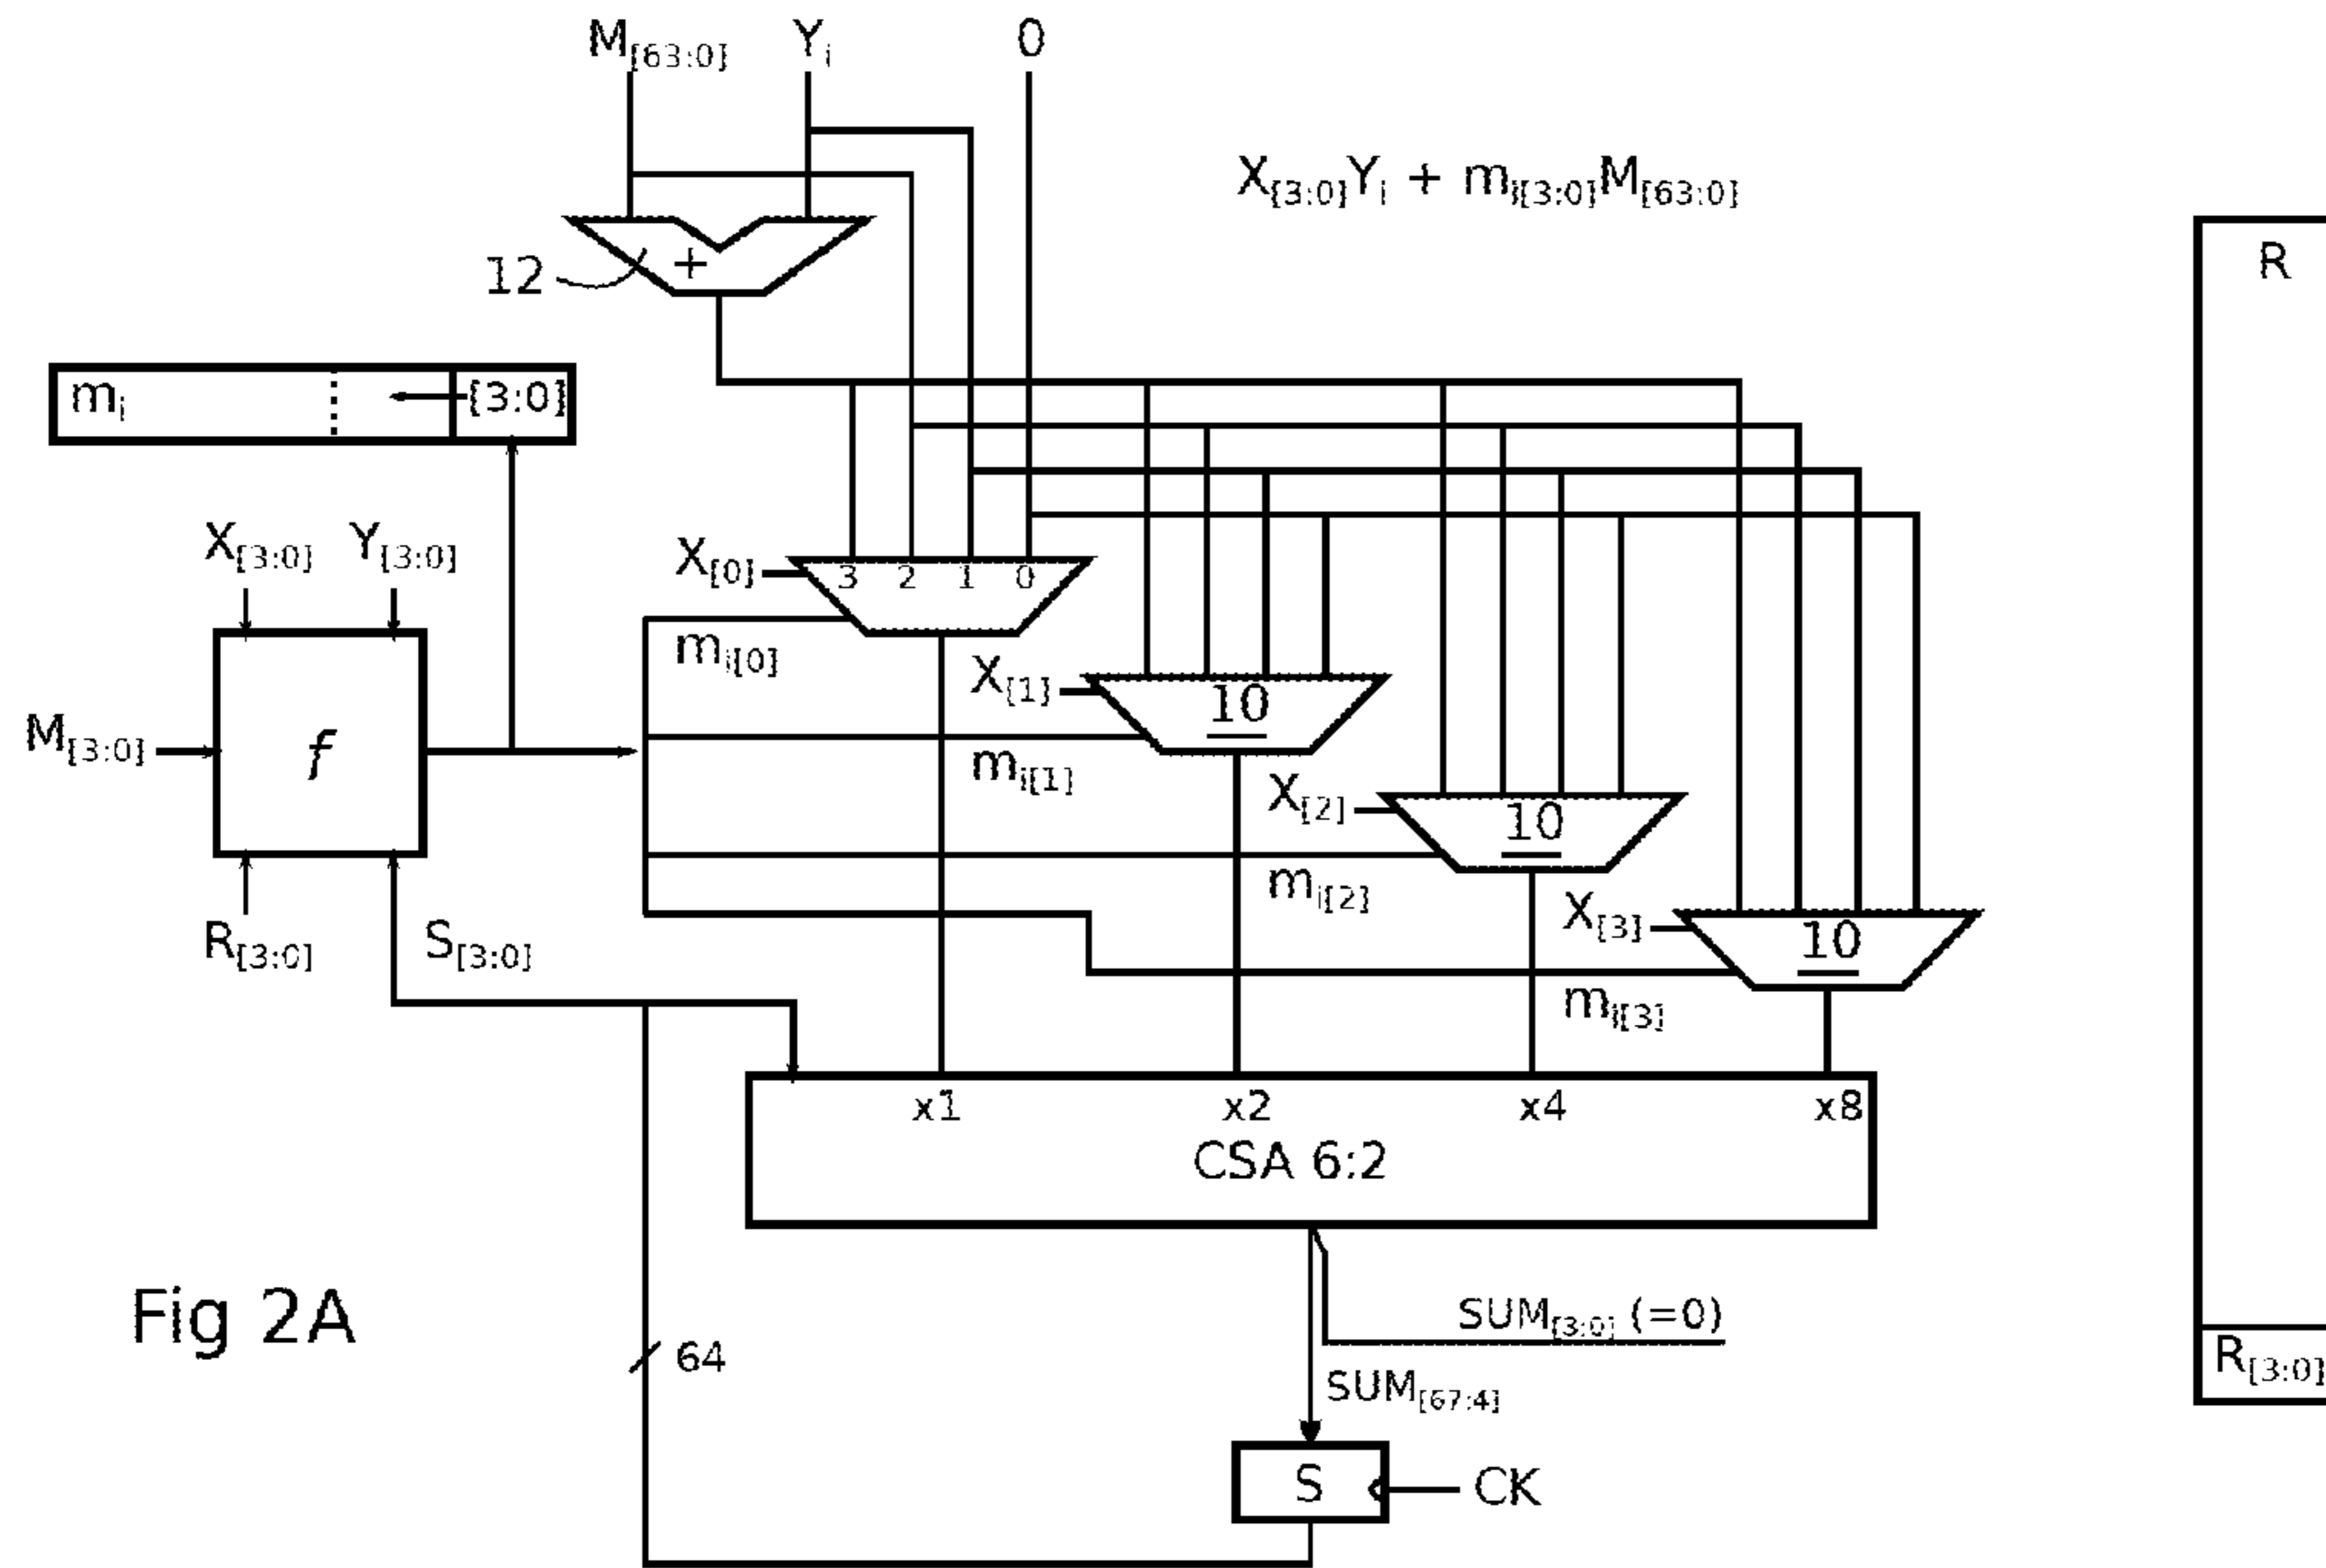 M[63:0] Yi 0
X[3:0]Yi + mi[3:0]M[63:0]
R
12 +
mi [3:0]
X[3:0] Y[3:0]
X[0] 3 2 1 0
mi[0]
X[1] 10
M[3:0] f
mi[1]
X[2] 10
mi[2]
X[3] 10
R[3:0] S[3:0]
mi[3]
x1 x2 x4 x8
CSA 6:2
SUM[3:0] (=0)
Fig 2A
64
SUM[67:4]
R[3:0]
S CK